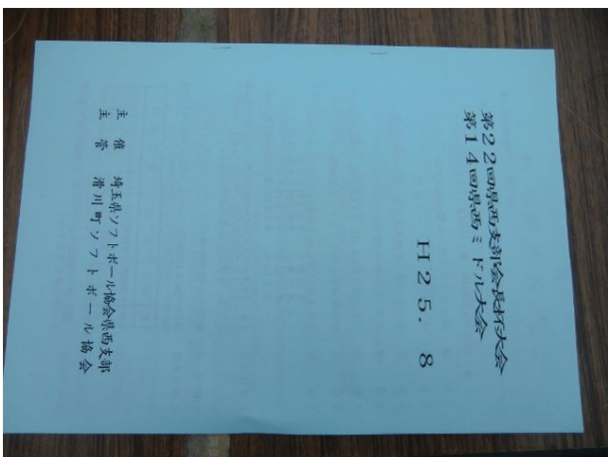 第22回県西支部会長杯大会
第14回県西ミドル大会
H25.8
主催 埼玉県ソフトボール協会県西支部
主管 滑川町ソフトボール協会